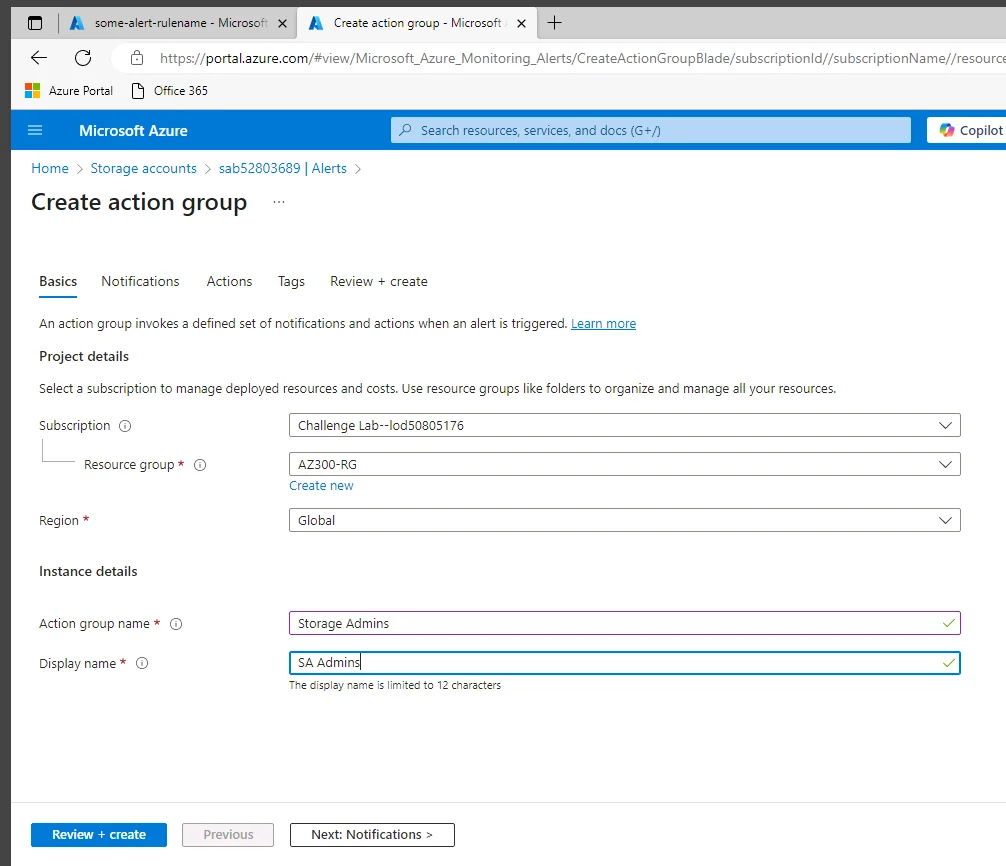 some-alert-rulename - Microsoft
Create action group - Microsoft
https://portal.azure.com/#view/Microsoft_Azure_Monitoring_Alerts/CreateActionGroupBlade/subscriptionId//subscriptionName//resource
Azure Portal Office 365
Microsoft Azure Search resources, services, and docs (G+/) Copilot
Home > Storage accounts > sab52803689 | Alerts >
Create action group ...
Basics Notifications Actions Tags Review + create
An action group invokes a defined set of notifications and actions when an alert is triggered. Learn more
Project details
Select a subscription to manage deployed resources and costs. Use resource groups like folders to organize and manage all your resources.
Subscription Challenge Lab--lod50805176
Resource group * AZ300-RG
Create new
Region * Global
Instance details
Action group name * Storage Admins
Display name * SA Admins
The display name is limited to 12 characters
Review + create Previous Next: Notifications >